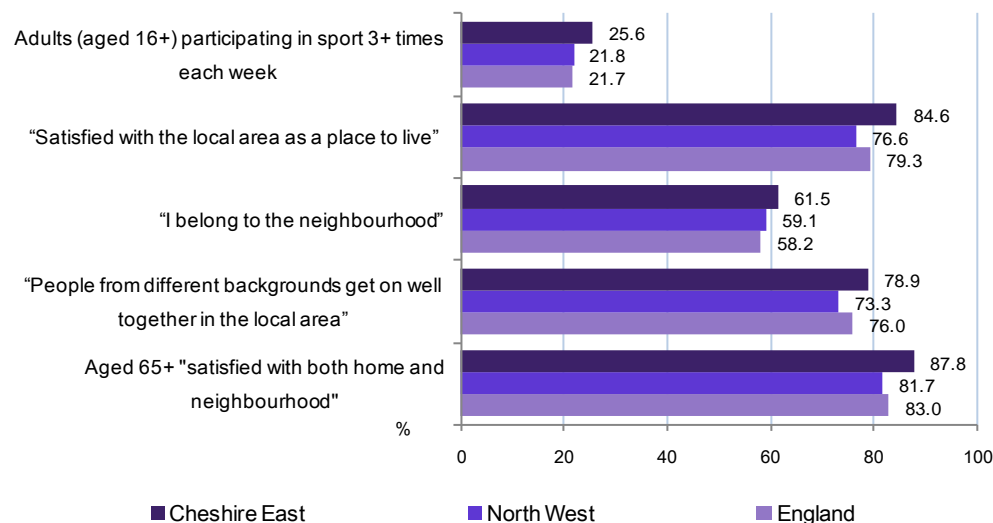 Adults (aged 16+) participating in sport 3+ times
each week
25.6
21.8
21.7
“Satisfied with the local area as a place to live”
84.6
76.6
79.3
“I belong to the neighbourhood”
61.5
59.1
58.2
“People from different backgrounds get on well
together in the local area”
78.9
73.3
76.0
Aged 65+ "satisfied with both home and
neighbourhood"
87.8
81.7
83.0
%
0 20 40 60 80 100
Cheshire East North West England